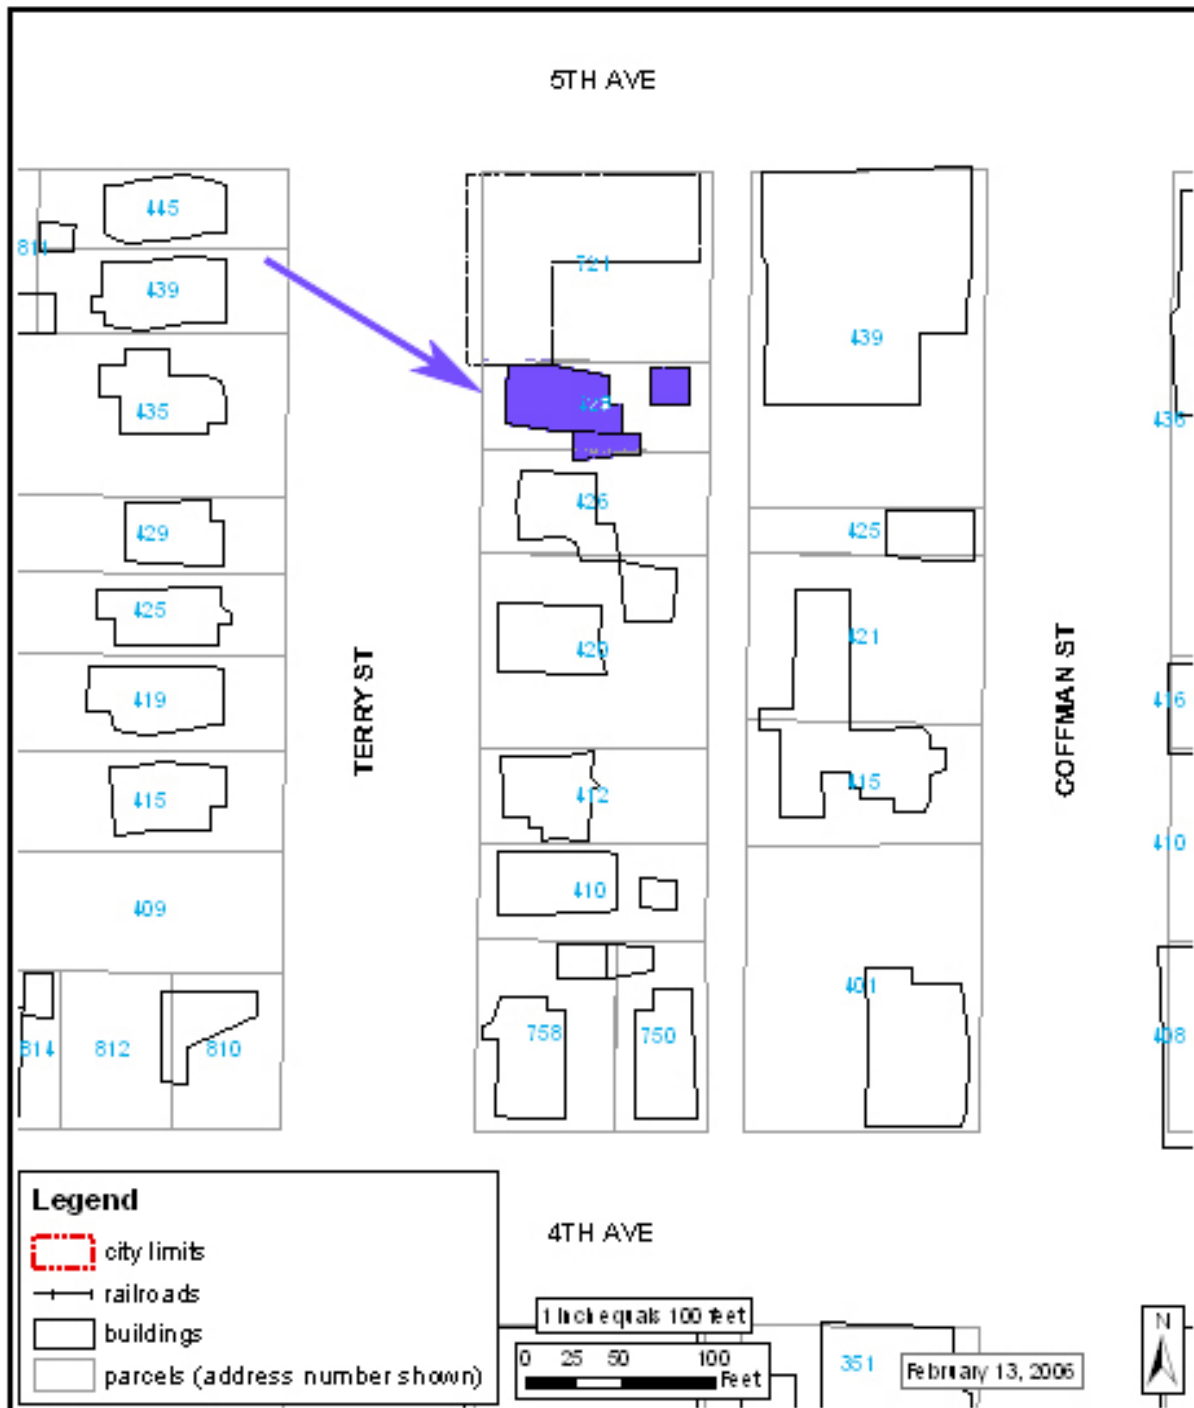 5TH AVE
445
811
439
721
439
435
436
426
429
425
425
421
420
419
416
TERRY ST
COFFMAN ST
415
412
415
410
410
409
401
758
750
408
814
812
810
Legend
city limits
railroads
buildings
parcels (address number shown)
4TH AVE
1 inch equals 100 feet
0 25 50 100
Feet
351
February 13, 2006
N